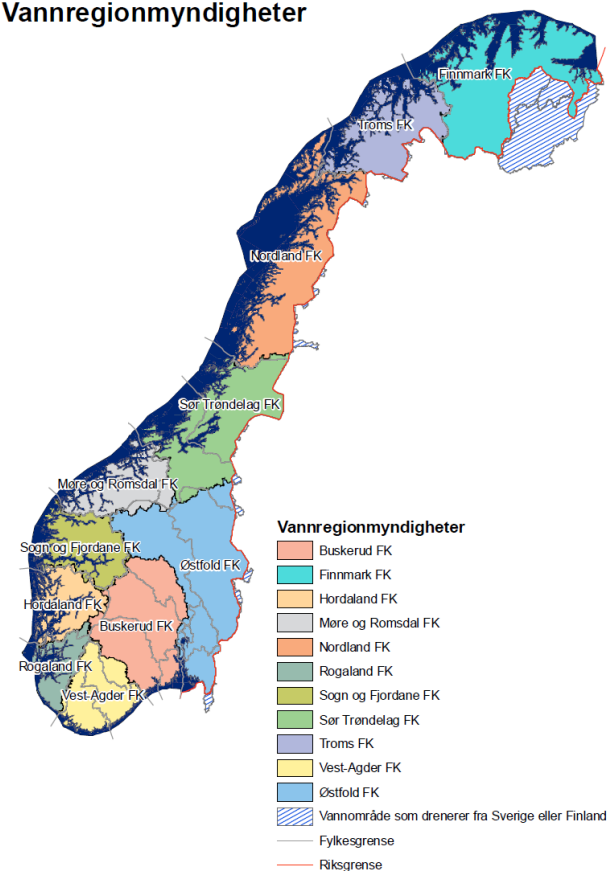 Vannregionmyndigheter
Finnmark FK
Troms FK
Nordland FK
Sør Trøndelag FK
Møre og Romsdal FK
Sogn og Fjordane FK
Østfold FK
Hordaland FK
Buskerud FK
Rogaland FK
Vest-Agder FK
Vannregionmyndigheter
Buskerud FK
Finnmark FK
Hordaland FK
Møre og Romsdal FK
Nordland FK
Rogaland FK
Sogn og Fjordane FK
Sør Trøndelag FK
Troms FK
Vest-Agder FK
Østfold FK
Vannområde som drenerer fra Sverige eller Finland
Fylkesgrense
Riksgrense